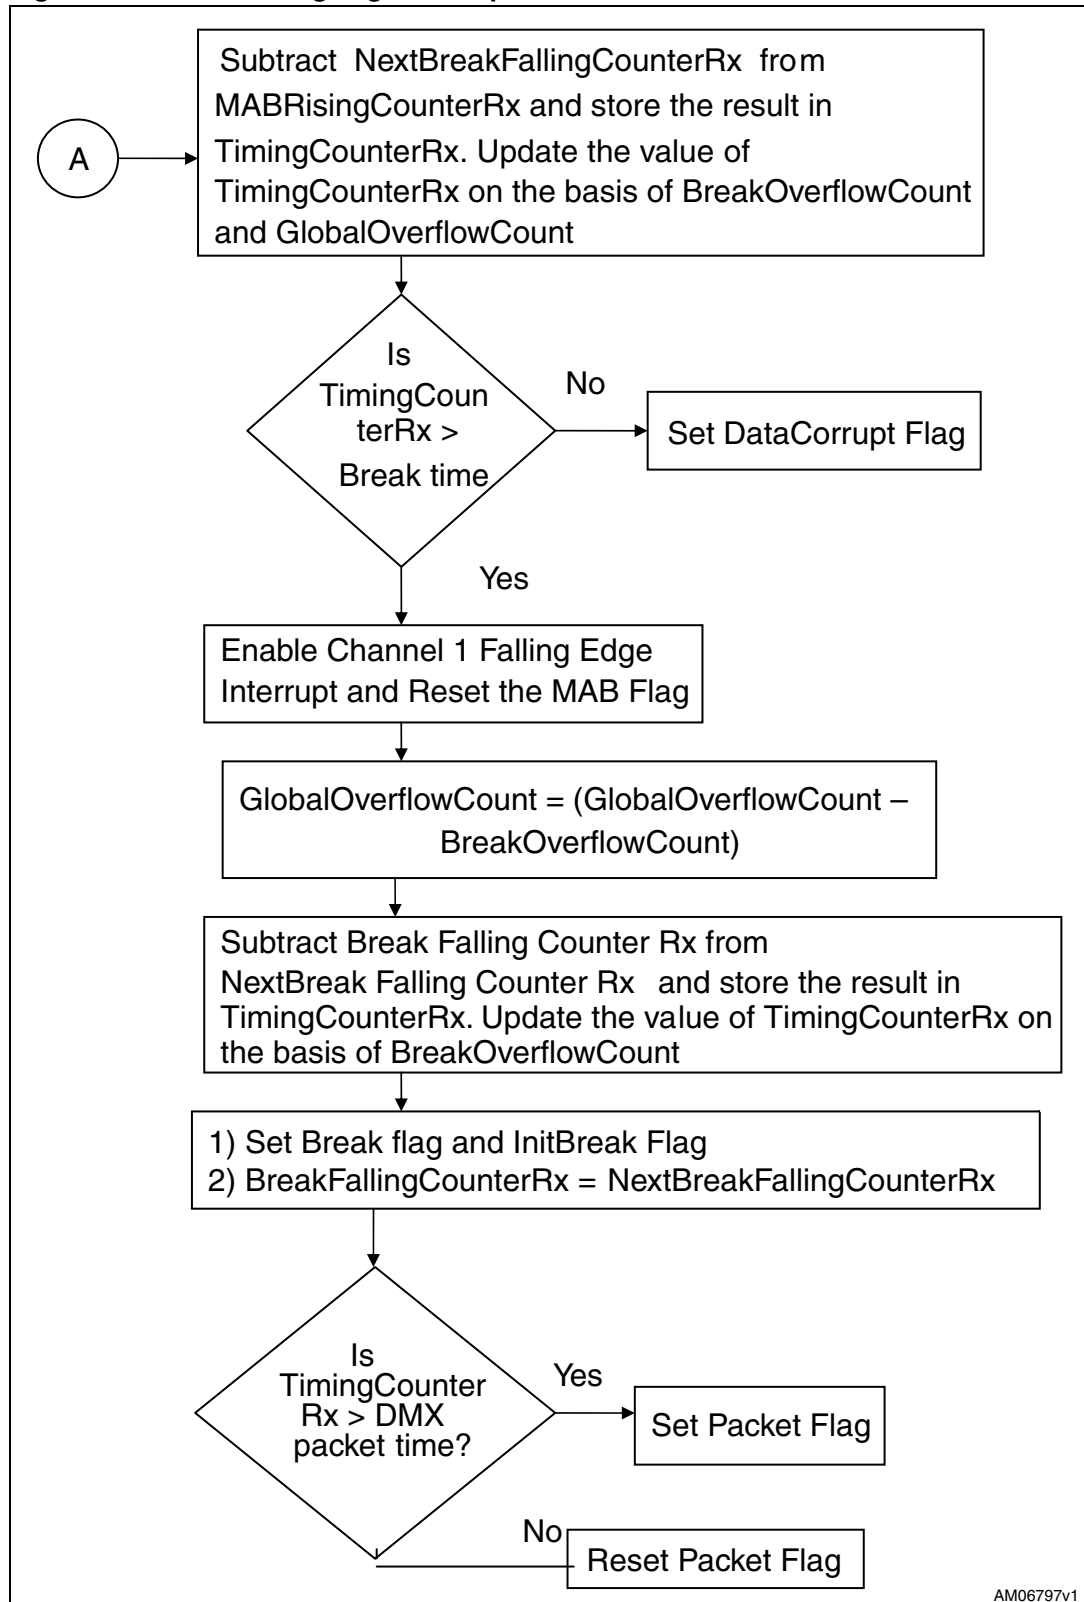 A
Subtract NextBreakFallingCounterRx from
MABRisingCounterRx and store the result in
TimingCounterRx. Update the value of
TimingCounterRx on the basis of BreakOverflowCount
and GlobalOverflowCount
Is
TimingCoun
terRx >
Break time
No
Set DataCorrupt Flag
Yes
Enable Channel 1 Falling Edge
Interrupt and Reset the MAB Flag
GlobalOverflowCount = (GlobalOverflowCount –
BreakOverflowCount)
Subtract Break Falling Counter Rx from
NextBreak Falling Counter Rx and store the result in
TimingCounterRx. Update the value of TimingCounterRx on
the basis of BreakOverflowCount
1) Set Break flag and InitBreak Flag
2) BreakFallingCounterRx = NextBreakFallingCounterRx
Is
TimingCounter
Rx > DMX
packet time?
Yes
Set Packet Flag
No
Reset Packet Flag
AM06797v1